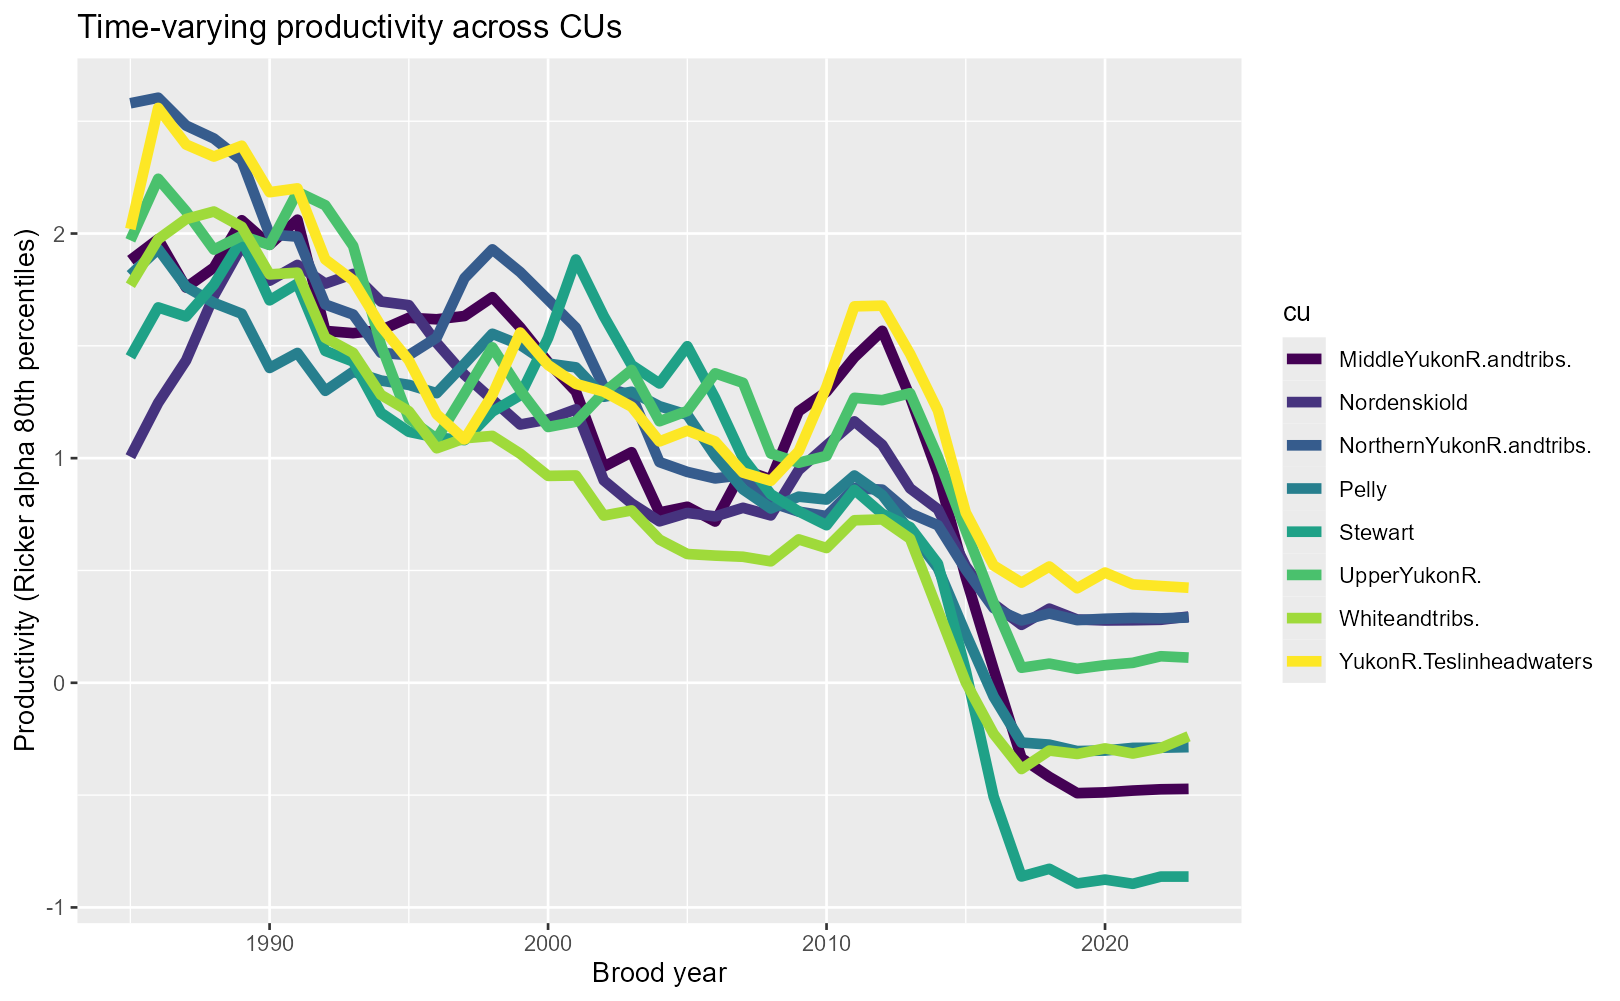 Time-varying productivity across CUs
Productivity (Ricker alpha 80th percentiles)
2
1
0
-1
1990
2000
2010
2020
Brood year
cu
MiddleYukonR.andtribs.
Nordenskiold
NorthernYukonR.andtribs.
Pelly
Stewart
UpperYukonR.
Whiteandtribs.
YukonR.Teslinheadwaters